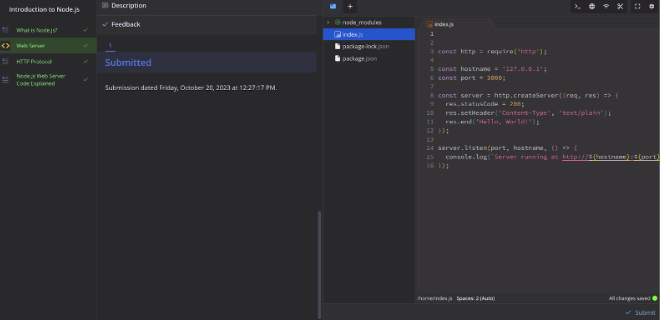 Introduction to Node.js
What is Node.js?
Web Server
HTTP Protocol
Node.js Web Server
Code Explained
Description
Feedback
1
Submitted
Submission dated Friday, October 20, 2023 at 12:27:17 PM.
node_modules
index.js
package-lock.json
package.json
index.js
1
2
3 const http = require("http");
4
5 const hostname = '127.0.0.1';
6 const port = 3000;
7
8 const server = http.createServer((req, res) => {
9 res.statusCode = 200;
10 res.setHeader('Content-Type', 'text/plain');
11 res.end('Hello, World!');
12 });
13
14 server.listen(port, hostname, () => {
15 console.log(`Server running at http://${hostname}:${port}
16 });
/home/index.js Spaces: 2 (Auto) All changes saved
Submit